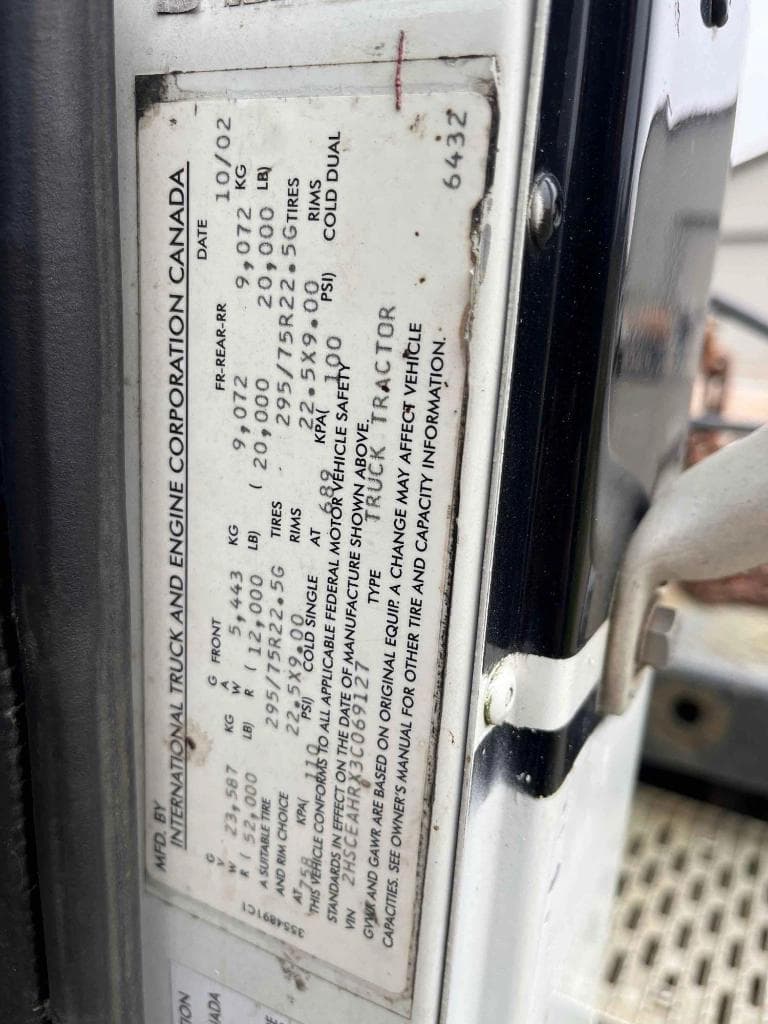 MFD. BY
INTERNATIONAL TRUCK AND ENGINE CORPORATION CANADA
DATE 10/02
G V W R 23,587 KG ( 52,000 LB)
G A W R FRONT 5,443 KG ( 12,000 LB)
FR-REAR-RR 9,072 9,072 KG
( 20,000 20,000 LB)
A SUITABLE TIRE 295/75R22.5G TIRES 295/75R22.5G TIRES
AND RIM CHOICE 22.5X9.00 RIMS 22.5X9.00 RIMS
AT 758 KPA( 110 PSI) COLD SINGLE AT 689 KPA( 100 PSI) COLD DUAL
THIS VEHICLE CONFORMS TO ALL APPLICABLE FEDERAL MOTOR VEHICLE SAFETY
STANDARDS IN EFFECT ON THE DATE OF MANUFACTURE SHOWN ABOVE.
VIN 2HSCEAHRX3C069127 TYPE TRUCK TRACTOR
GVWR AND GAWR ARE BASED ON ORIGINAL EQUIP. A CHANGE MAY AFFECT VEHICLE
CAPACITIES. SEE OWNER'S MANUAL FOR OTHER TIRE AND CAPACITY INFORMATION.
6432
3554891C1